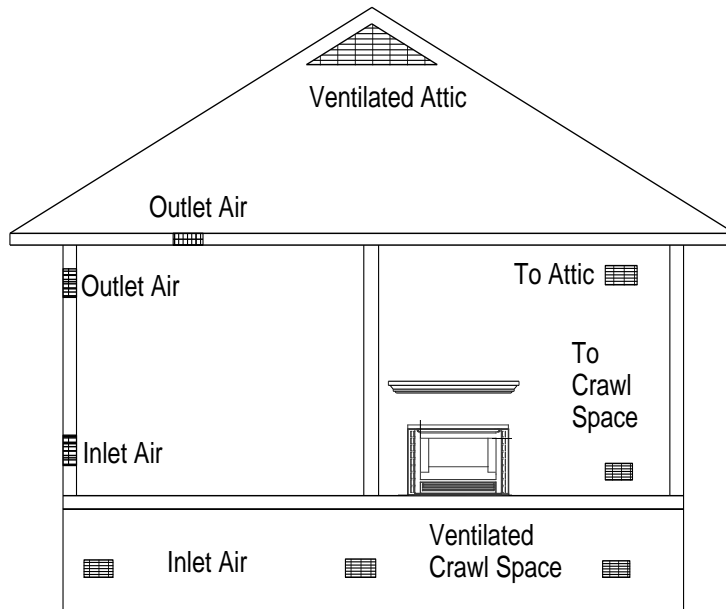 Ventilated Attic
Outlet Air
Outlet Air
To Attic
To
Crawl
Space
Inlet Air
Inlet Air
Ventilated
Crawl Space